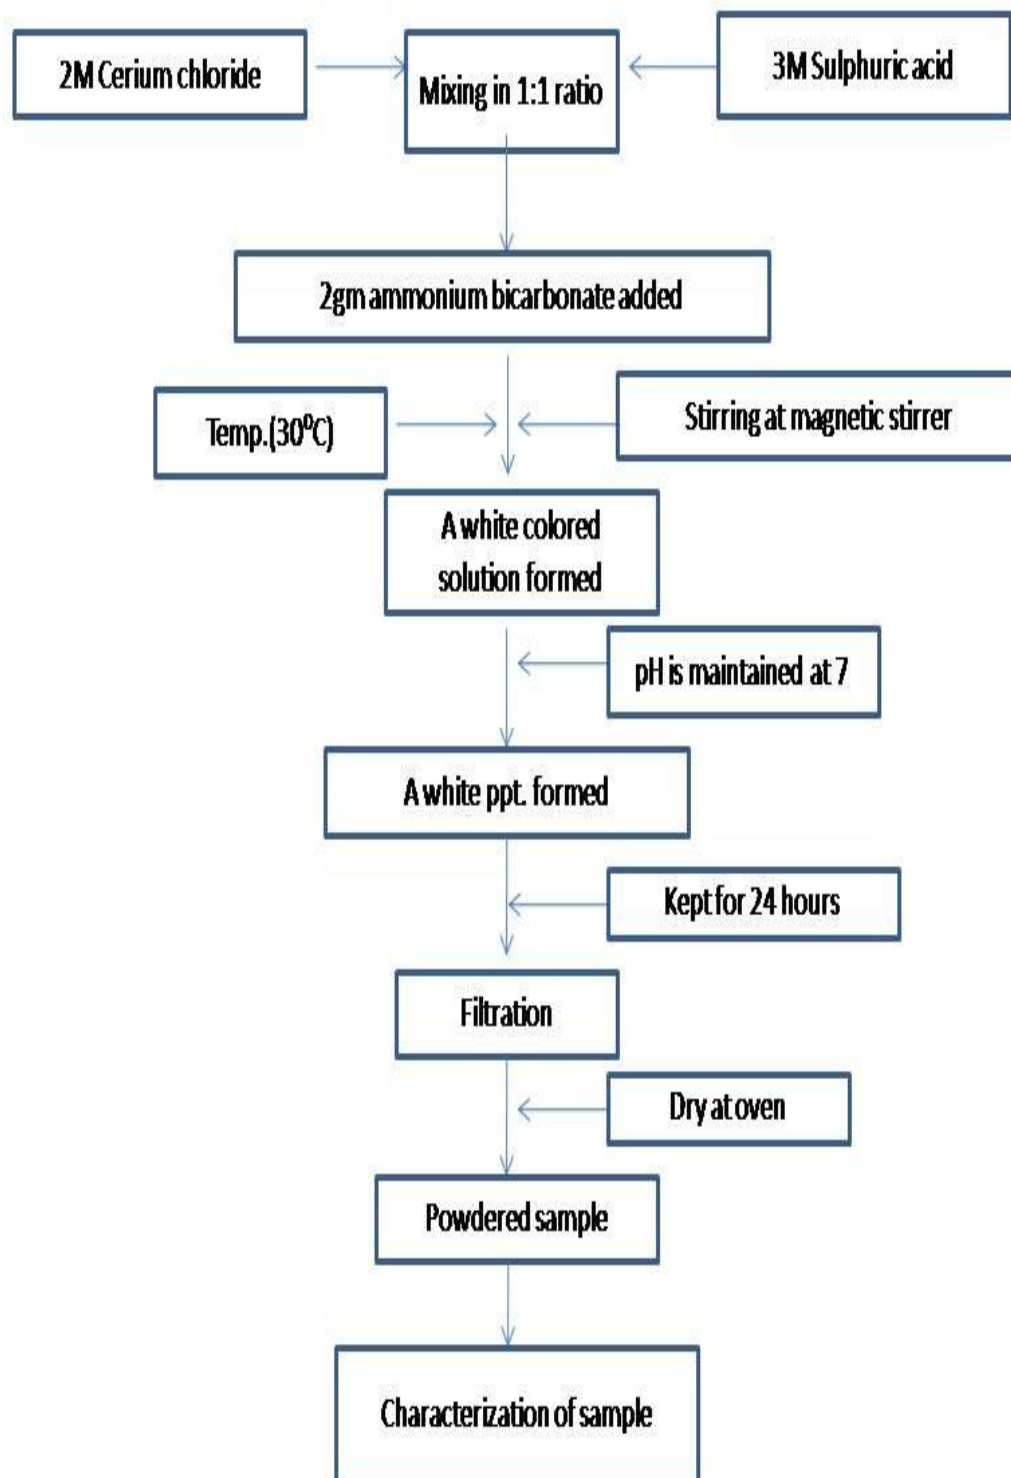 2M Cerium chloride
Mixing in 1:1 ratio
3M Sulphuric acid
2gm ammonium bicarbonate added
Temp.(30⁰C)
Stirring at magnetic stirrer
A white colored
solution formed
pH is maintained at 7
A white ppt. formed
Kept for 24 hours
Filtration
Dry at oven
Powdered sample
Characterization of sample